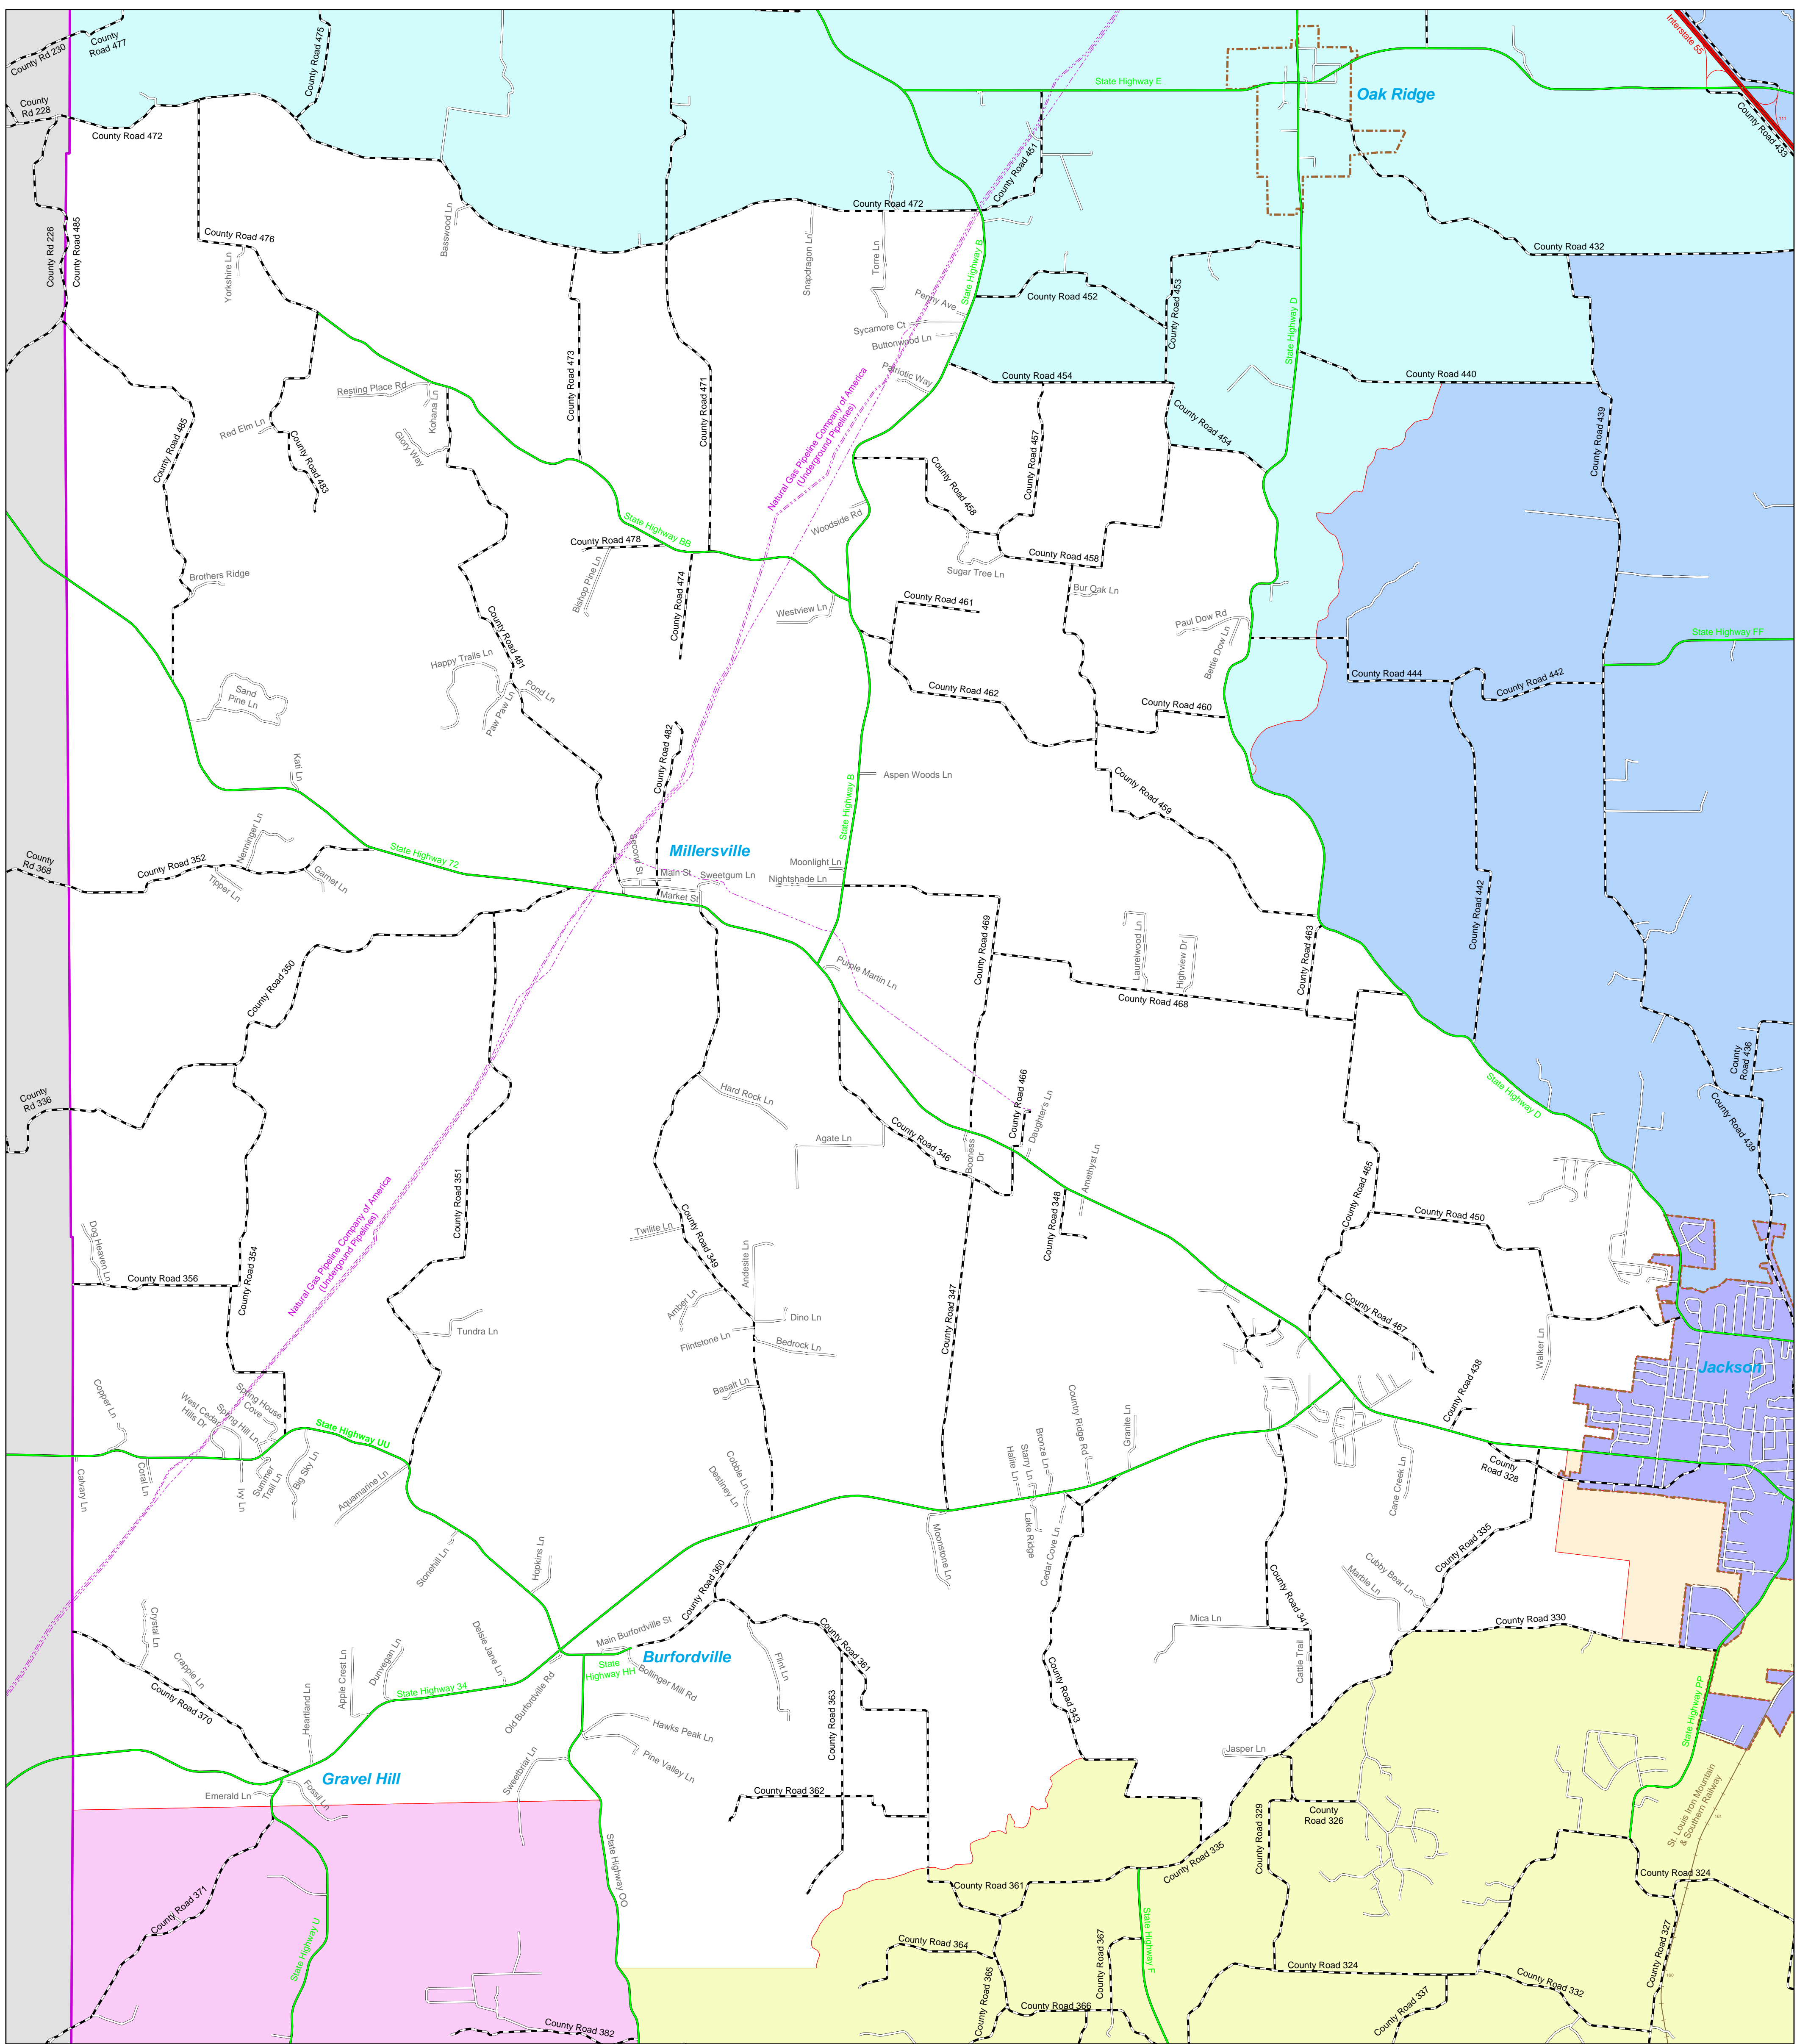 County Rd 230
County
Road 477
County Road 475
County
Rd 228
County Road 472
State Highway E
Oak Ridge
Interstate 55
111
County Road 433
County Road 451
County Road 472
County Rd 226
County Road 485
County Road 476
Yorkshire Ln
Basswood Ln
Snapdragon Ln
Torre Ln
State Highway B
Penny Ave
Sycamore Ct
Buttonwood Ln
Patriotic Way
County Road 452
County Road 453
State Highway D
County Road 432
County Road 454
County Road 440
County Road 439
County Road 473
County Road 471
Resting Place Rd
Kohana Ln
Glory Way
Red Elm Ln
County Road 483
County Road 485
Natural Gas Pipeline Company of America
(Underground Pipelines)
County Road 457
County Road 454
County Road 458
Woodside Rd
State Highway BB
County Road 478
Bishop Pine Ln
County Road 474
County Road 458
Sugar Tree Ln
Bur Oak Ln
Brothers Ridge
Westview Ln
County Road 461
Paul Dow Rd
Bettie Dow Ln
State Highway FF
County Road 481
Happy Trails Ln
Pond Ln
Paw Paw Ln
Sand
Pine Ln
County Road 462
County Road 460
County Road 444
County Road 442
County Road 482
Kati Ln
State Highway B
Aspen Woods Ln
County Road 459
Nenninger Ln
State Highway 72
Second St
Millersville
Main St
Sweetgum Ln
Market St
Moonlight Ln
Nightshade Ln
County
Rd 368
County Road 352
Tipper Ln
Garnet Ln
County Road 442
County Road 469
Laurelwood Ln
Highview Dr
County Road 463
County Road 350
Purple Martin Ln
County Road 468
County
Road 436
County
Rd 336
Hard Rock Ln
Agate Ln
County Road 346
County Road 466
Daughter's Ln
Booness
Dr
Amethyst Ln
State Highway D
County Road 439
County Road 351
County Road 465
County Road 348
County Road 450
Natural Gas Pipeline Company of America
(Underground Pipelines)
Dog Heaven Ln
County Road 356
County Road 354
Twilite Ln
County Road 349
Andesite Ln
Amber Ln
Dino Ln
Flintstone Ln
Bedrock Ln
Tundra Ln
Basalt Ln
County Road 347
County Road 467
Walker Ln
Jackson
Copper Ln
West Cedar
Hills Dr
Spring Hill Ln
Spring House
Cove
State Highway UU
County Road 438
Calvary Ln
Coral Ln
Ivy Ln
Summer
Trail Ln
Big Sky Ln
Aquamarine Ln
Cobble Ln
Destiney Ln
Halite Ln
Starry Ln
Bronze Ln
Country Ridge Rd
Granite Ln
Cane Creek Ln
County
Road 328
Lake Ridge
Cedar Cove Ln
Moonstone Ln
Stonehill Ln
Hopkins Ln
County Road 335
Cubby Bear Ln
Marble Ln
County Road 360
County Road 341
Mica Ln
County Road 330
Crystal Ln
Crappie Ln
County Road 370
Heartland Ln
Apple Crest Ln
Dunvegan Ln
Delsie Jane Ln
State Highway 34
Old Burfordville Rd
Main Burfordville St
State
Highway HH
Burfordville
Bollinger Mill Rd
Flint Ln
County Road 361
County Road 363
Cattle Trail
County Road 343
State Highway PP
Hawks Peak Ln
Pine Valley Ln
Sweetbriar Ln
Jasper Ln
Gravel Hill
Emerald Ln
Fossil Ln
County Road 362
County
Road 326
County Road 329
St. Louis Iron Mountain
& Southern Railway
161
State Highway OO
County Road 335
County Road 361
County Road 324
County Road 371
State Highway U
County Road 364
County Road 365
County Road 367
State Highway F
County Road 324
County Road 327
160
County Road 332
County Road 337
County Road 366
County Road 382